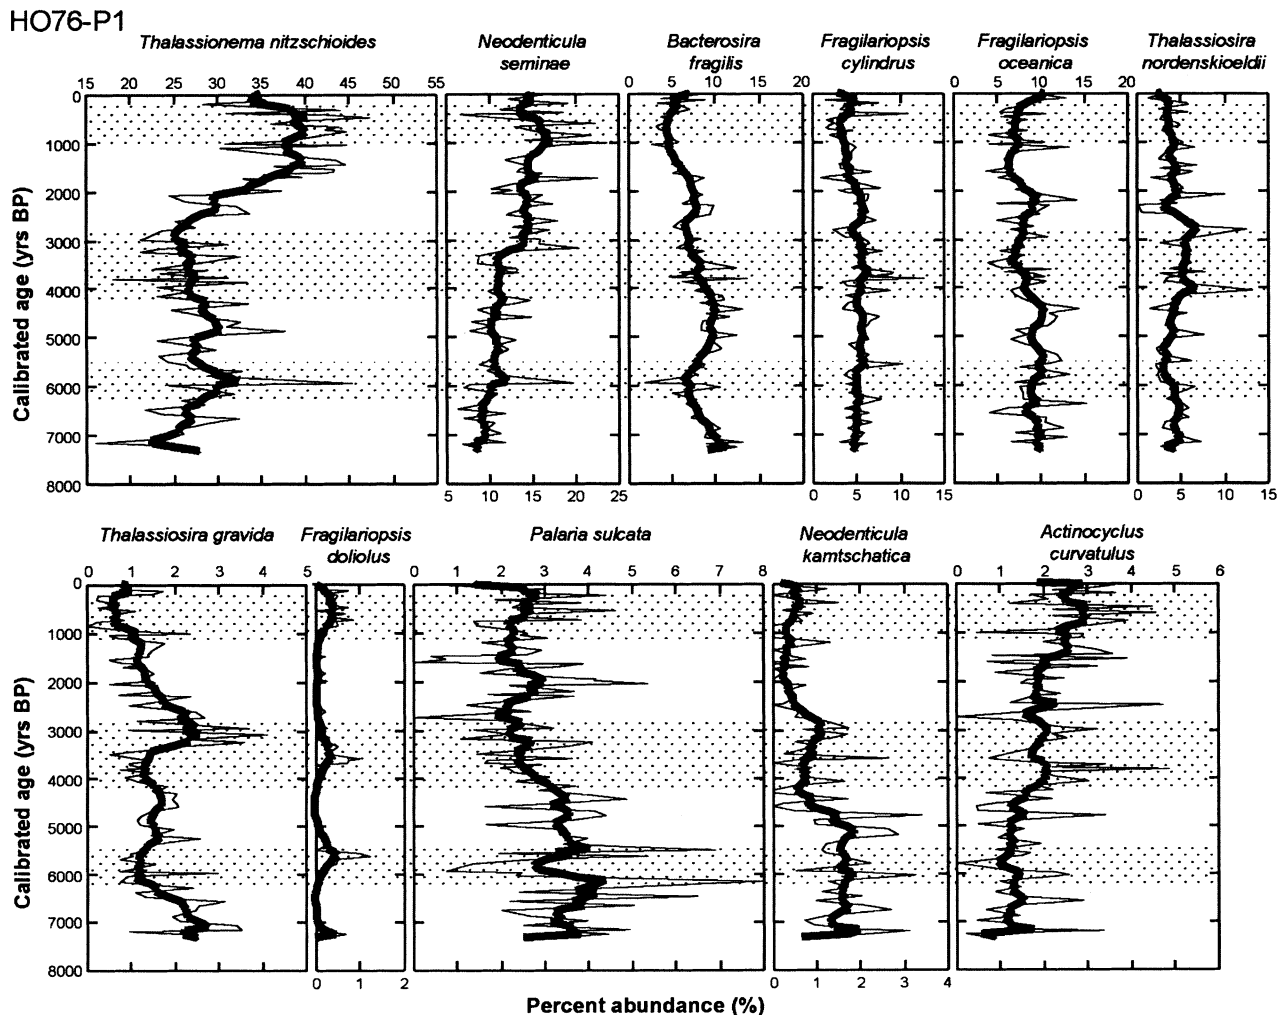 HO76-P1
Thalassionema nitzschioides
Neodenticula
seminae
Bacterosira
fragilis
Fragilariopsis
cylindrus
Fragilariopsis
oceanica
Thalassiosira
nordenskioeldii
15 20 25 30 35 40 45 50 55
0 5 10 15 20
0 5 10 15 20
0
1000
2000
3000
4000
5000
6000
7000
8000
Calibrated age (yrs BP)
5 10 15 20 25
0 5 10 15
0 5 10 15
Thalassiosira gravida
Fragilariopsis
doliolus
Palaria sulcata
Neodenticula
kamtschatica
Actinocyclus
curvatulus
0 1 2 3 4 5
0 1 2 3 4 5 6 7 8
0 1 2 3 4 5 6
0
1000
2000
3000
4000
5000
6000
7000
8000
Calibrated age (yrs BP)
0 1 2
0 1 2 3 4
Percent abundance (%)